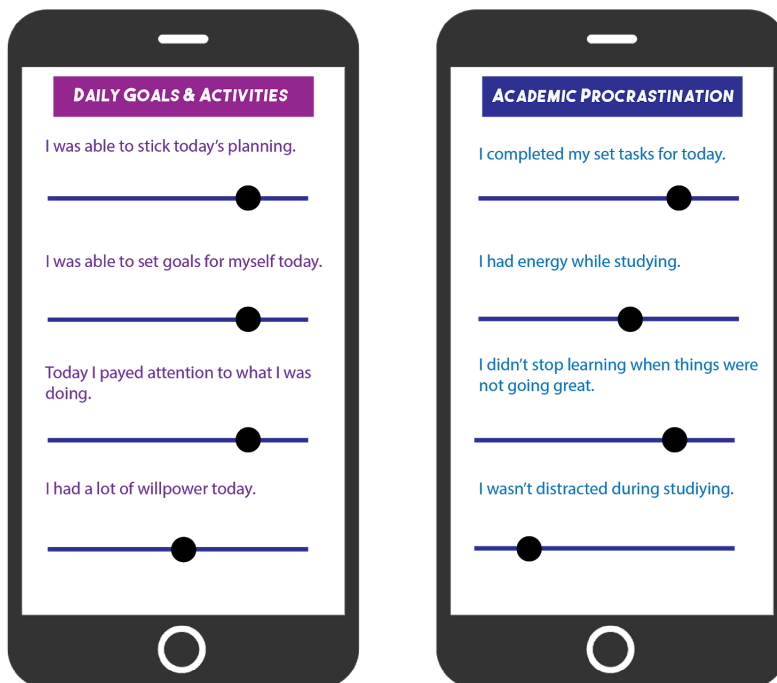 DAILY GOALS & ACTIVITIES
I was able to stick today's planning.
I was able to set goals for myself today.
Today I payed attention to what I was
doing.
I had a lot of willpower today.
ACADEMIC PROCRASTINATION
I completed my set tasks for today.
I had energy while studying.
I didn't stop learning when things were
not going great.
I wasn't distracted during studiying.